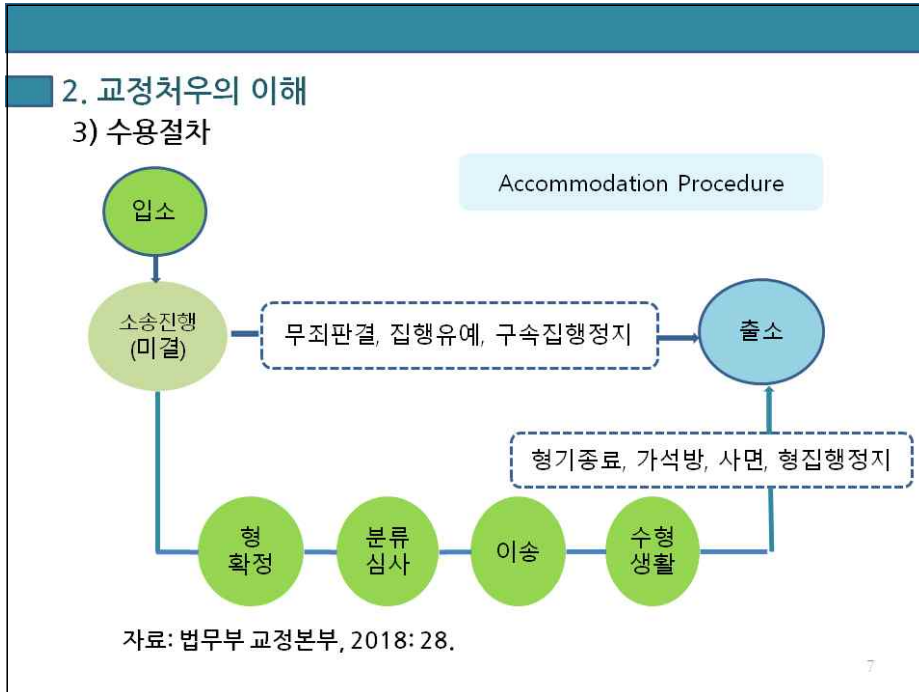 2. 교정처우의 이해
3) 수용절차
Accommodation Procedure
입소
소송진행
(미결)
무죄판결, 집행유예, 구속집행정지
출소
형기종료, 가석방, 사면, 형집행정지
형
확정
분류
심사
이송
수형
생활
자료: 법무부 교정본부, 2018: 28.
7